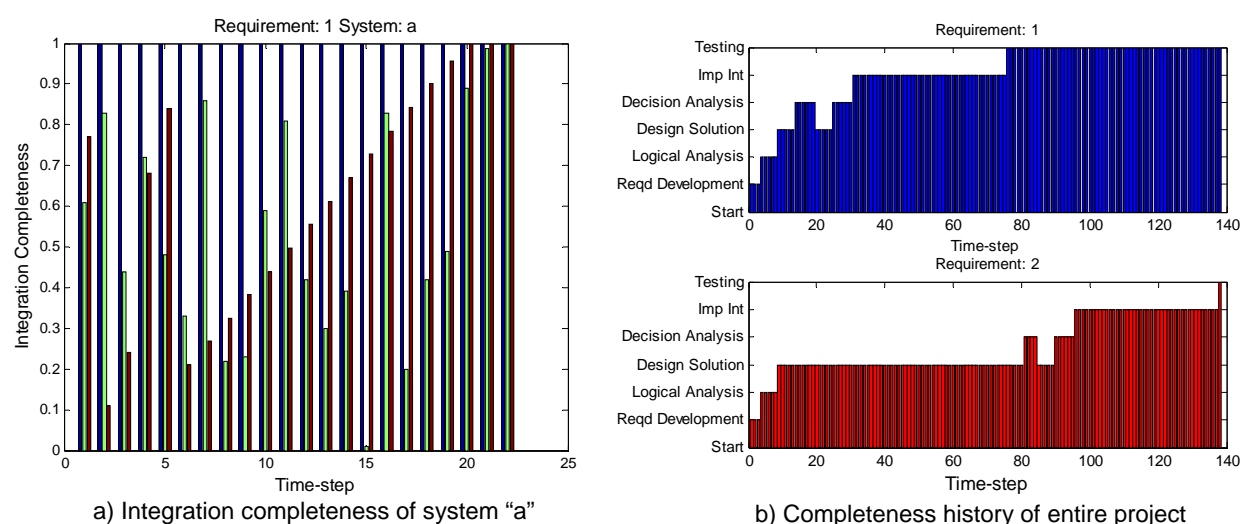 Requirement: 1 System: a
Integration Completeness
1
0.9
0.8
0.7
0.6
0.5
0.4
0.3
0.2
0.1
0
0 5 10 15 20 25
Time-step
a) Integration completeness of system “a”
Requirement: 1
Testing
Imp Int
Decision Analysis
Design Solution
Logical Analysis
Reqd Development
Start
0 20 40 60 80 100 120 140
Time-step
Requirement: 2
Testing
Imp Int
Decision Analysis
Design Solution
Logical Analysis
Reqd Development
Start
0 20 40 60 80 100 120 140
Time-step
b) Completeness history of entire project